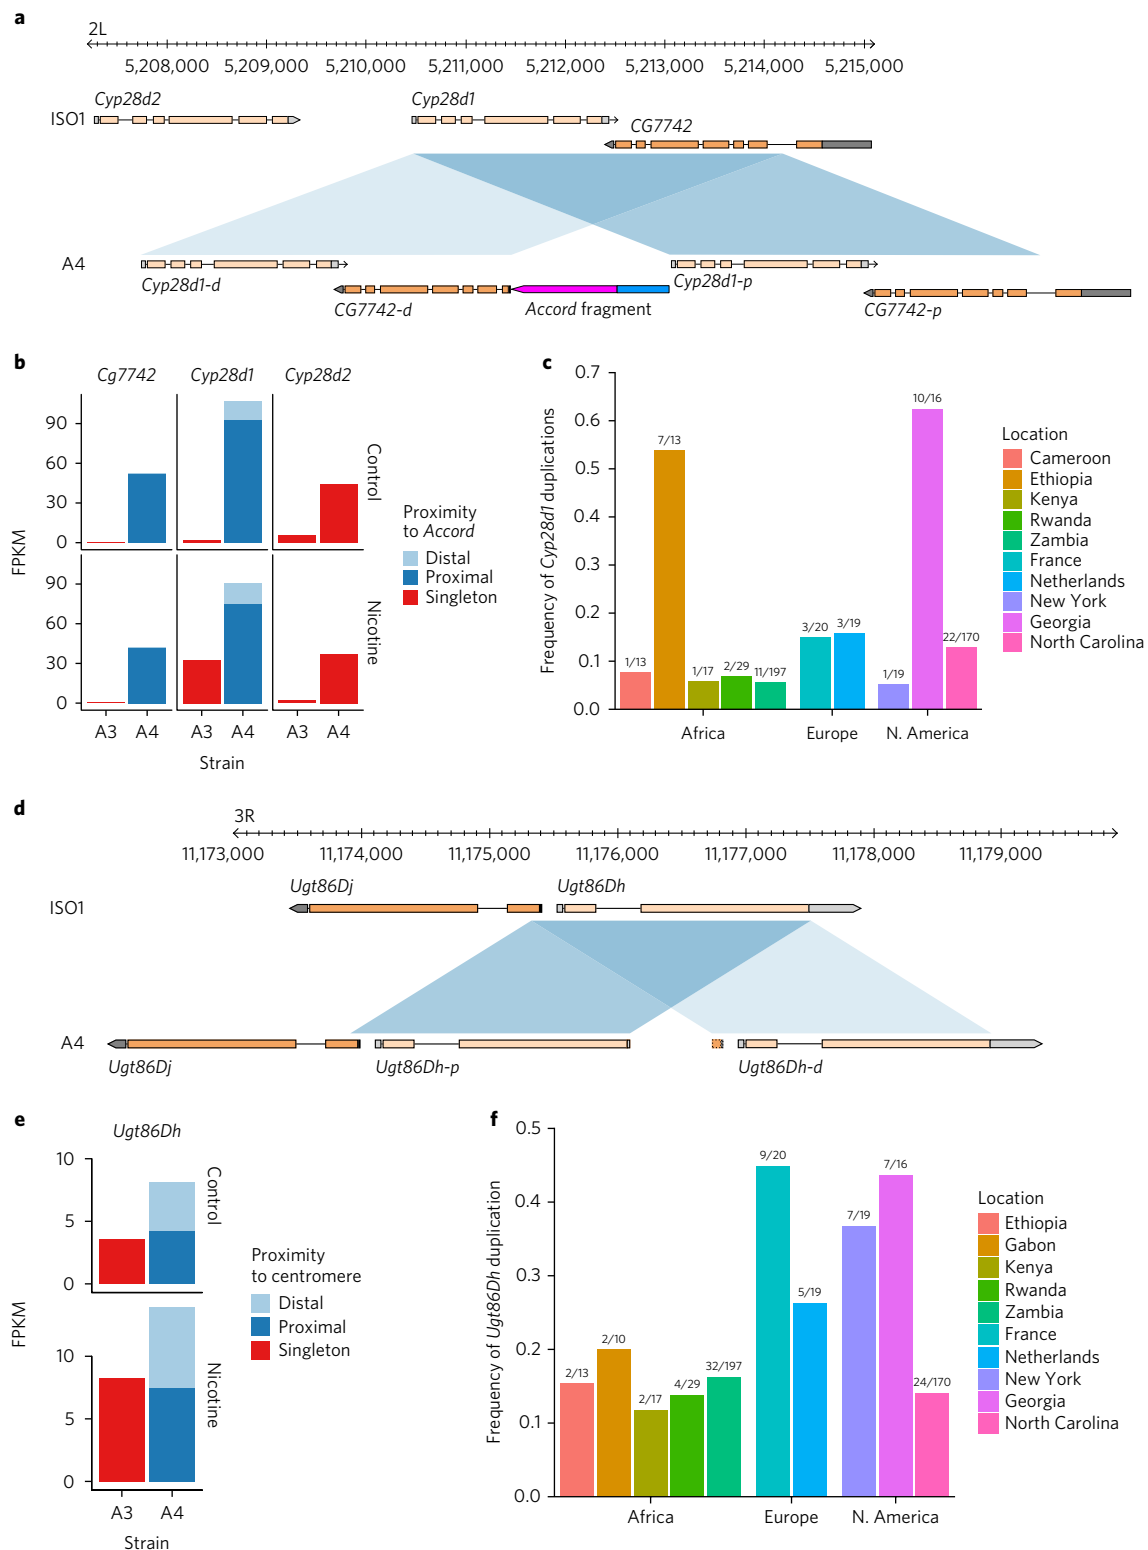 a
2L
5,208,000 5,209,000 5,210,000 5,211,000 5,212,000 5,213,000 5,214,000 5,215,000
Cyp28d2 Cyp28d1
ISO1
CG7742
A4
Cyp28d1-d Cyp28d1-p
CG7742-d Accord fragment CG7742-p
b
Cg7742 Cyp28d1 Cyp28d2
FPKM
90
60
30
0
Control
90
60
30
0
Nicotine
A3 A4 A3 A4 A3 A4
Strain
Proximity
to Accord
Distal
Proximal
Singleton
c
Frequency of Cyp28d1 duplications
0.7
0.6
0.5
0.4
0.3
0.2
0.1
0.0
1/13 7/13 1/17 2/29 11/197 3/20 3/19 1/19 10/16 22/170
Africa Europe N. America
Location
Cameroon
Ethiopia
Kenya
Rwanda
Zambia
France
Netherlands
New York
Georgia
North Carolina
d
3R
11,173,000 11,174,000 11,175,000 11,176,000 11,177,000 11,178,000 11,179,000
Ugt86Dj Ugt86Dh
ISO1
A4
Ugt86Dj Ugt86Dh-p Ugt86Dh-d
e
Ugt86Dh
FPKM
10
5
0
Control
10
5
0
Nicotine
A3 A4
Strain
Proximity
to centromere
Distal
Proximal
Singleton
f
Frequency of Ugt86Dh duplication
0.5
0.4
0.3
0.2
0.1
0.0
2/13 2/10 2/17 4/29 32/197 9/20 5/19 7/19 7/16 24/170
Africa Europe N. America
Location
Ethiopia
Gabon
Kenya
Rwanda
Zambia
France
Netherlands
New York
Georgia
North Carolina